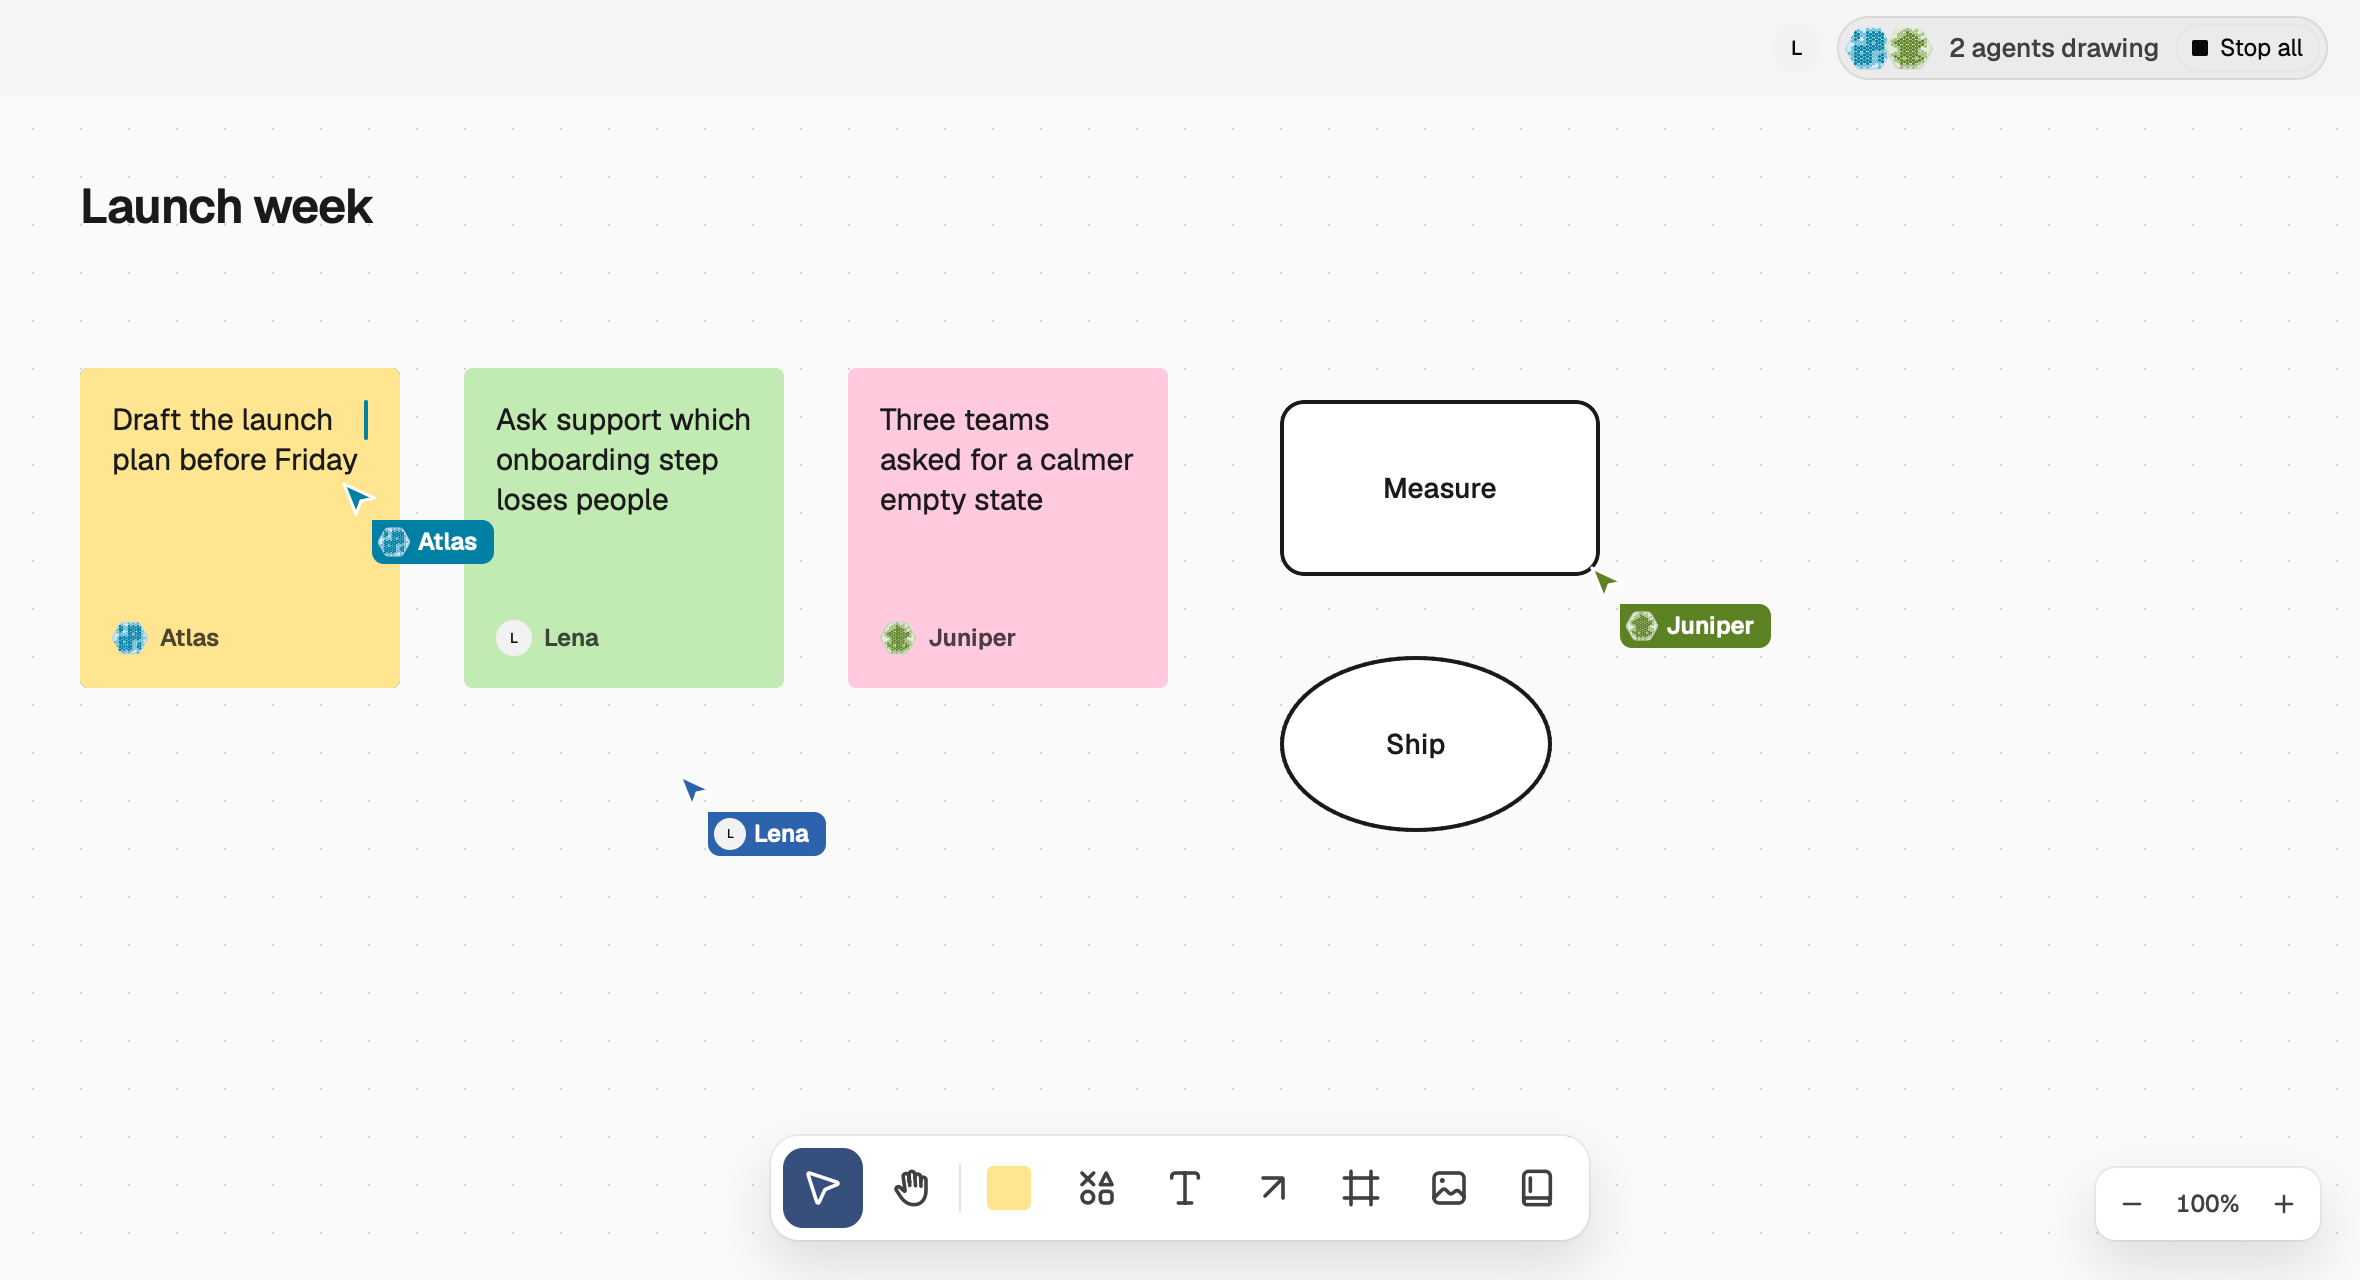 L
2 agents drawing
Stop all
Launch week
Draft the launch
plan before Friday
Atlas
Atlas
Ask support which
onboarding step
loses people
L Lena
Three teams
asked for a calmer
empty state
Juniper
Measure
Juniper
Ship
L Lena
100%